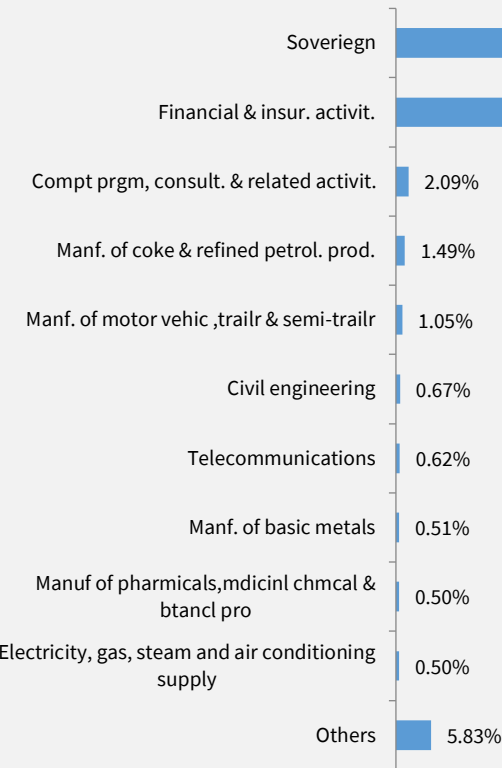 Soveriegn
Financial & insur. activit.
Compt prgm, consult. & related activit. 2.09%
Manf. of coke & refined petrol. prod. 1.49%
Manf. of motor vehic ,trailr & semi-trailr 1.05%
Civil engineering 0.67%
Telecommunications 0.62%
Manf. of basic metals 0.51%
Manuf of pharmicals,mdicinl chmcal &
btancl pro 0.50%
Electricity, gas, steam and air conditioning
supply 0.50%
Others 5.83%